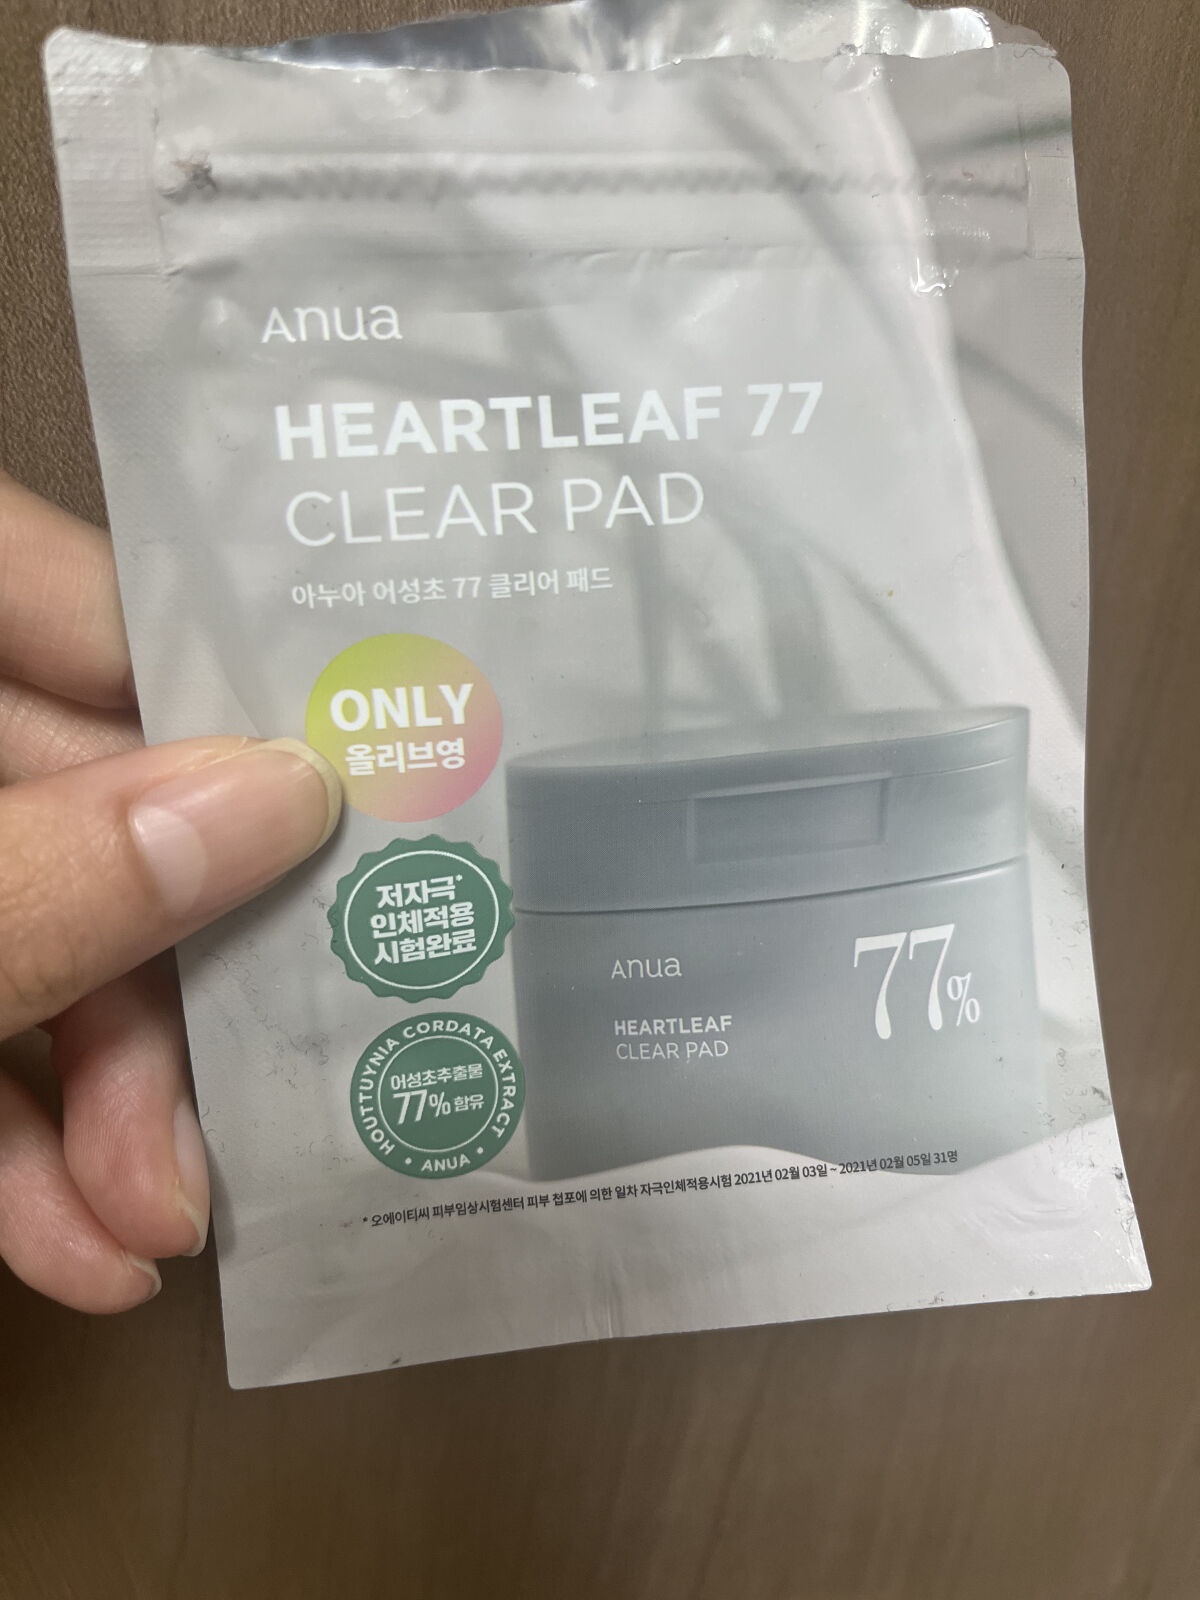 Anua
HEARTLEAF 77
CLEAR PAD
아누아 어성초 77 클리어 패드
ONLY
올리브영
저자극*
인체적용
시험완료
HOUTTUYNIA CORDATA EXTRACT
어성초추출물
77% 함유
• ANUA •
Anua
HEARTLEAF
CLEAR PAD
77%
* 오에이티씨 피부임상시험센터 피부 첩포에 의한 일차 자극인체적용시험 2021년 02월 03일 ~ 2021년 02월 05일 31명